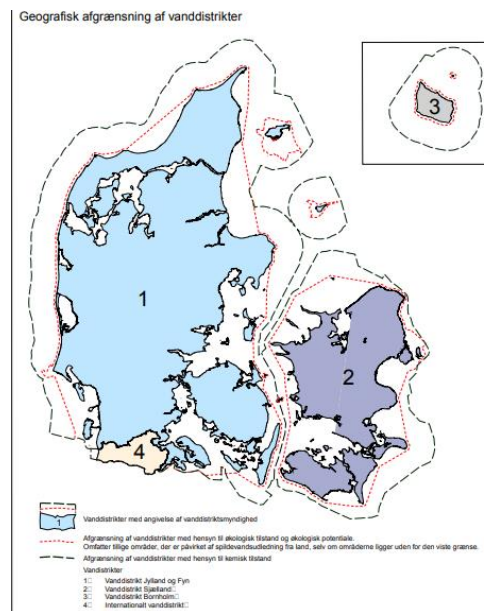 Geografisk afgrænsning af vanddistrikter
3
1
2
4
1
Vanddistrikter med angivelse af vanddistriktsmyndighed
Afgrænsning af vanddistrikter med hensyn til økologisk tilstand og økologisk potentiale.
Omfatter tillige områder, der er påvirket af spildevandsudledning fra land, selv om områderne ligger uden for den viste grænse.
Afgrænsning af vanddistrikter med hensyn til kemisk tilstand
Vandistrikter
1□ Vanddistrikt Jylland og Fyn
2□ Vanddistrikt Sjælland□
3□ Vanddistrikt Bornholm□
4□ Internationalt vanddistrikt□